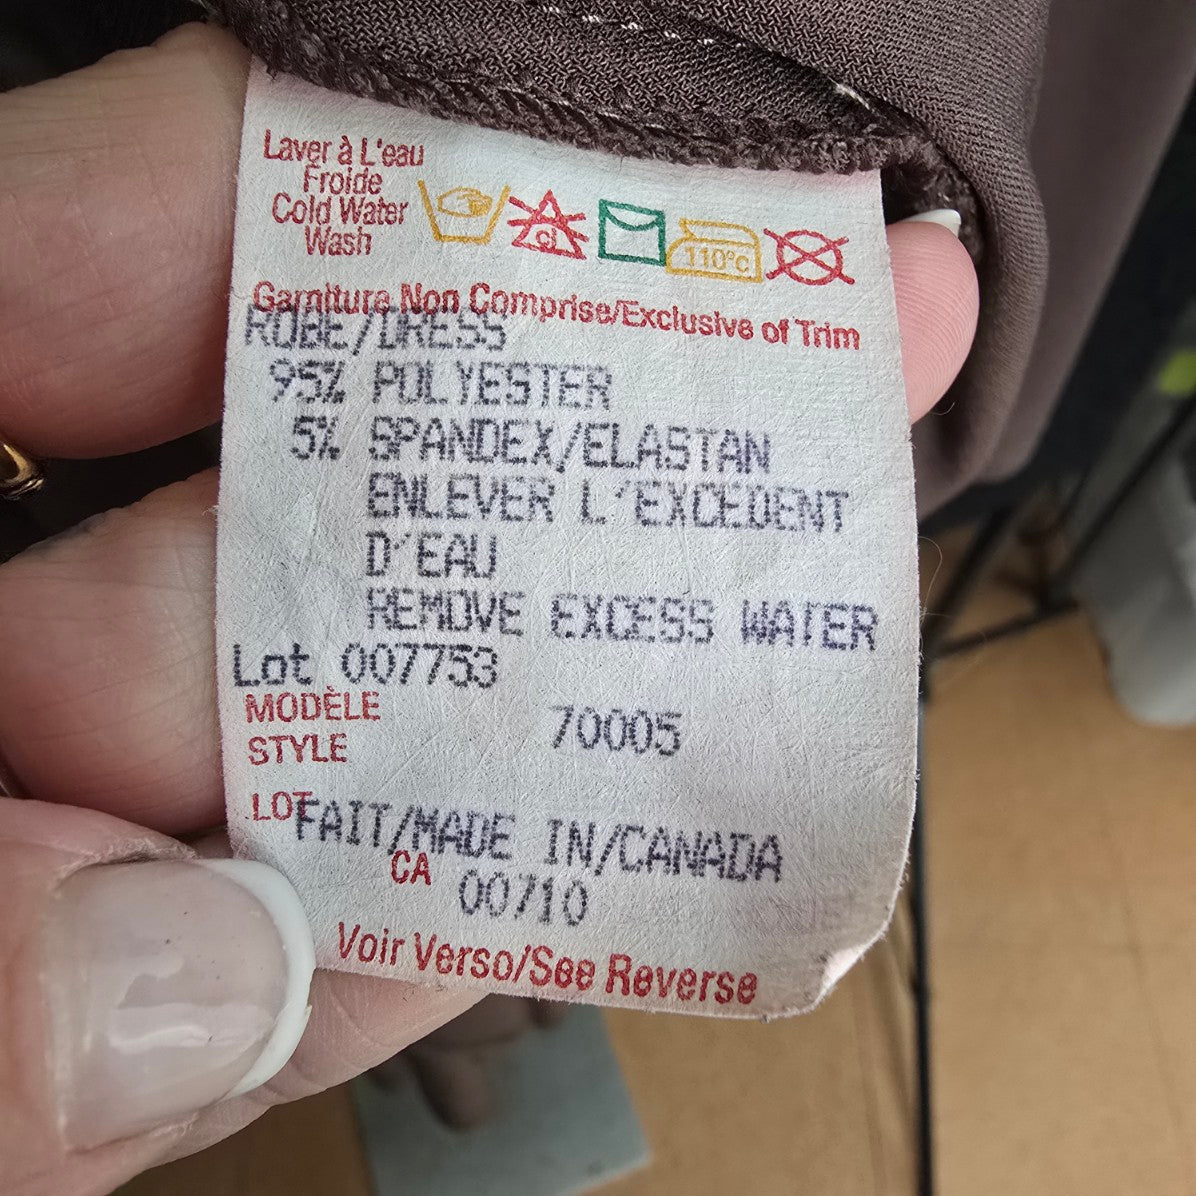 Laver à L'eau
Froide
Cold Water
Wash
cl
110°c
Garniture Non Comprise/Exclusive of Trim
ROBE/DRESS
95% POLYESTER
5% SPANDEX/ELASTAN
ENLEVER L'EXCEDENT
D'EAU
REMOVE EXCESS WATER
Lot 007753
MODÈLE
STYLE
70005
LOT
FAIT/MADE IN/CANADA
CA
00710
Voir Verso/See Reverse